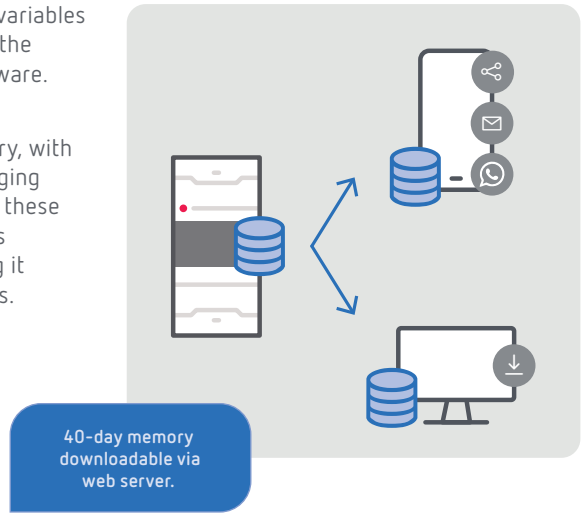 variables
the
ware.
ry, with
ging
these
s
g it
s.
40-day memory
downloadable via
web server.